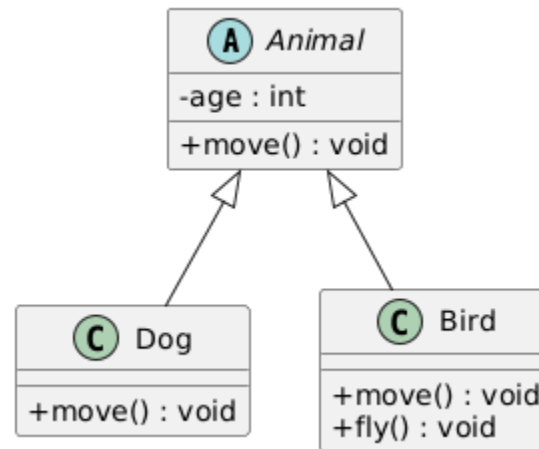 A Animal
-age : int
+move() : void
C Dog
+move() : void
C Bird
+move() : void
+fly() : void